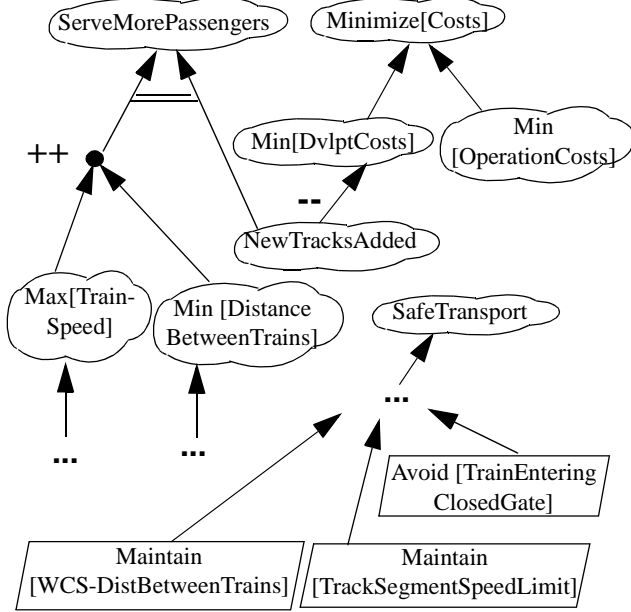 ServeMorePassengers
Minimize[Costs]
++
Min[DvlptCosts]
Min
[OperationCosts]
--
NewTracksAdded
Max[Train-
Speed]
Min [Distance
BetweenTrains]
SafeTransport
...
...
...
Avoid [TrainEntering
ClosedGate]
Maintain
[WCS-DistBetweenTrains]
Maintain
[TrackSegmentSpeedLimit]